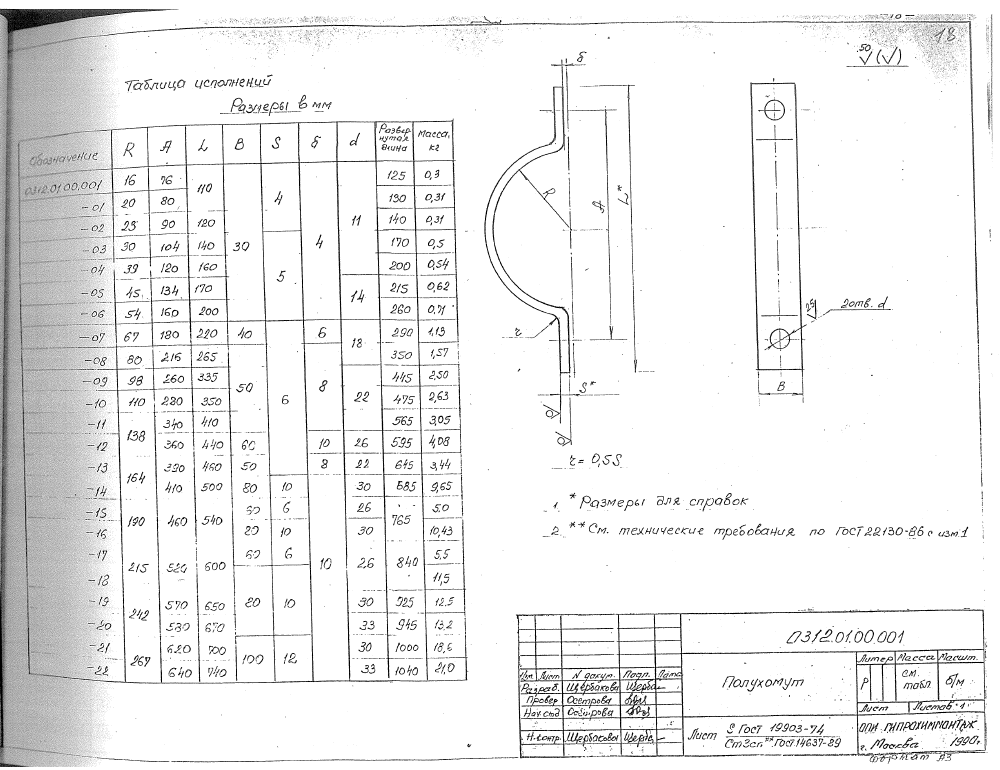 18
50 √ (√)
Таблица исполнений
Размеры в мм
Обозначение R A L B S δ d Развернутая длина Масса, кг
0312.01.00.001 16 76 110 30 4 4 11 125 0,3
-01 20 80 130 0,31
-02 25 90 120 140 0,31
-03 30 104 140 5 170 0,5
-04 39 120 160 200 0,54
-05 45 134 170 14 215 0,62
-06 54 160 200 260 0,71
-07 67 180 220 40 6 6 18 290 1,13
-08 80 216 265 50 8 350 1,57
-09 98 260 335 22 445 2,50
-10 110 280 350 475 2,63
-11 138 340 410 565 3,05
-12 360 440 60 10 26 595 4,08
-13 164 390 460 50 8 22 645 3,44
-14 410 500 80 10 10 30 685 9,65
-15 190 460 540 60 6 26 765 5,0
-16 80 10 30 10,43
-17 215 520 600 60 6 26 840 5,5
-18 80 10 11,5
-19 242 570 650 30 925 12,5
-20 580 670 33 945 13,2
-21 267 620 700 100 12 30 1000 18,6
-22 640 740 33 1040 21,0
δ
R
A
L*
r
S*
r = 0,5S
25
2 отв. d
B
1. * Размеры для справок
2. ** См. технические требования по ГОСТ 22130-86 с изм.1
0312.01.00.001
Полухомут
Литер Масса Масшт.
Р см. табл. б/м
Лист Листов 1
Изм Лист N докум. Подп. Дата
Разраб. Щербакова Щерба
Провер Осетрова
Нач.сод
Н.контр. Щербакова Щерба
Лист S ГОСТ 19903-74
Ст3сп** ГОСТ 14637-89
ОПИ ГИПРОХИММОНТАЖ
г. Москва 1990г.
Формат А3